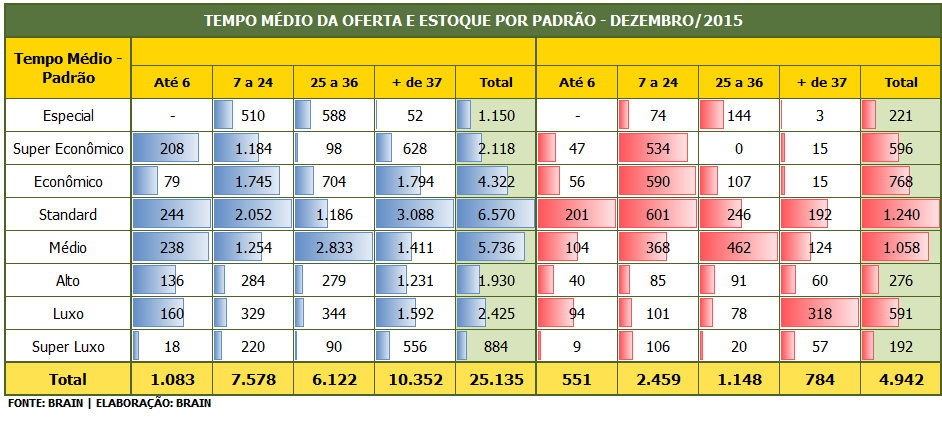 TEMPO MÉDIO DA OFERTA E ESTOQUE POR PADRÃO - DEZEMBRO/2015
Tempo Médio -
Padrão
Até 6 7 a 24 25 a 36 + de 37 Total Até 6 7 a 24 25 a 36 + de 37 Total
Especial - 510 588 52 1.150 - 74 144 3 221
Super Econômico 208 1.184 98 628 2.118 47 534 0 15 596
Econômico 79 1.745 704 1.794 4.322 56 590 107 15 768
Standard 244 2.052 1.186 3.088 6.570 201 601 246 192 1.240
Médio 238 1.254 2.833 1.411 5.736 104 368 462 124 1.058
Alto 136 284 279 1.231 1.930 40 85 91 60 276
Luxo 160 329 344 1.592 2.425 94 101 78 318 591
Super Luxo 18 220 90 556 884 9 106 20 57 192
Total 1.083 7.578 6.122 10.352 25.135 551 2.459 1.148 784 4.942
FONTE: BRAIN | ELABORAÇÃO: BRAIN